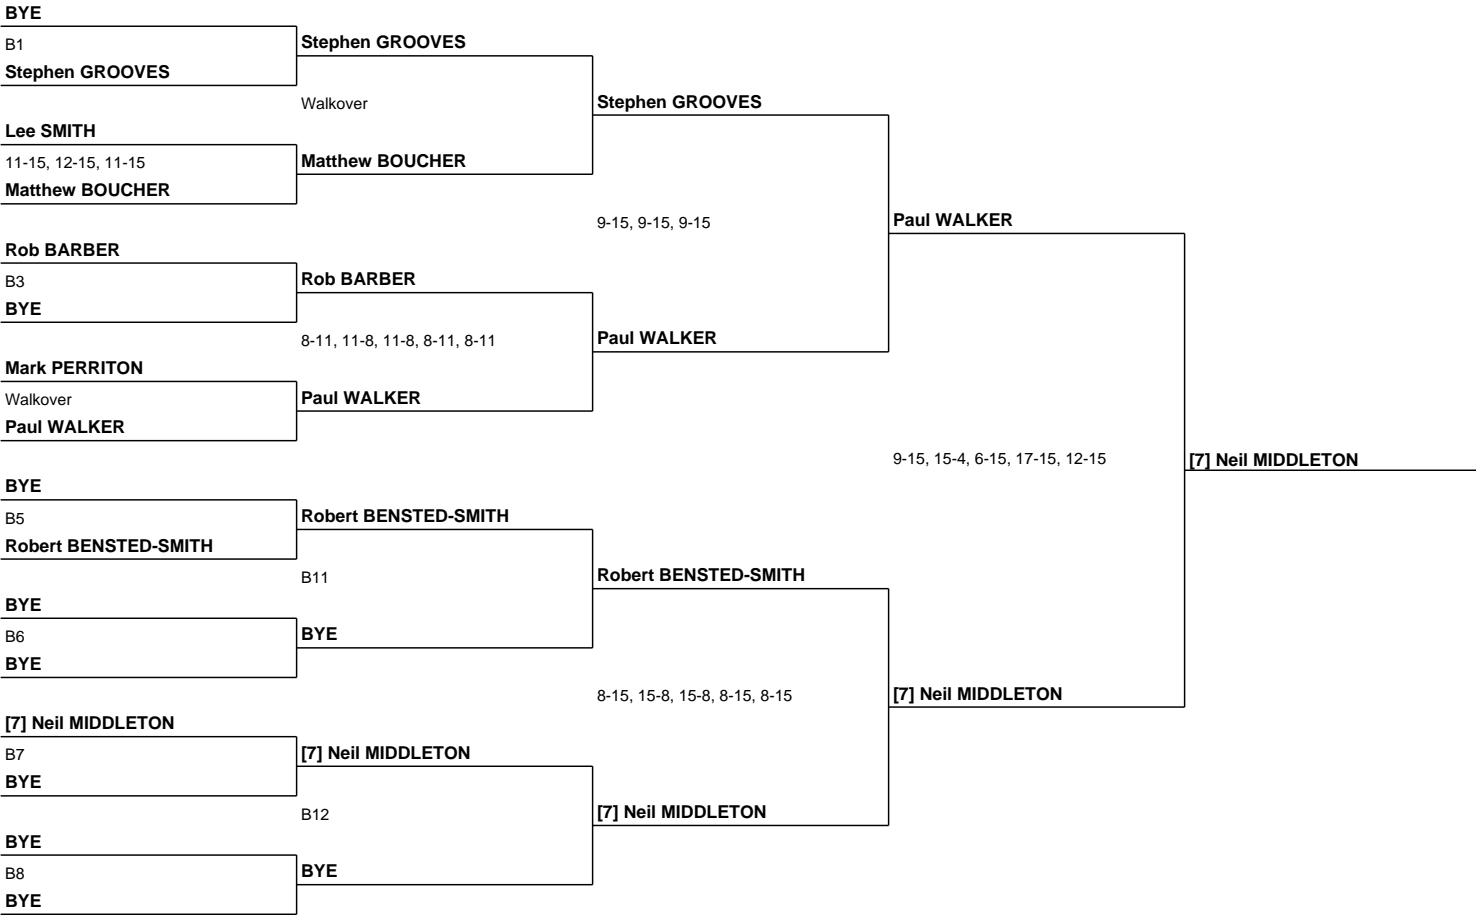 BYE
B1
Stephen GROOVES
Lee SMITH
11-15, 12-15, 11-15
Matthew BOUCHER
Rob BARBER
B3
BYE
Mark PERRITON
Walkover
Paul WALKER
BYE
B5
Robert BENSTED-SMITH
BYE
B6
BYE
[7] Neil MIDDLETON
B7
BYE
BYE
B8
BYE
Stephen GROOVES
Walkover
Matthew BOUCHER
Rob BARBER
8-11, 11-8, 11-8, 8-11, 8-11
Paul WALKER
Robert BENSTED-SMITH
B11
BYE
[7] Neil MIDDLETON
B12
BYE
Stephen GROOVES
9-15, 9-15, 9-15
Paul WALKER
Robert BENSTED-SMITH
8-15, 15-8, 15-8, 8-15, 8-15
[7] Neil MIDDLETON
Paul WALKER
9-15, 15-4, 6-15, 17-15, 12-15
[7] Neil MIDDLETON
[7] Neil MIDDLETON